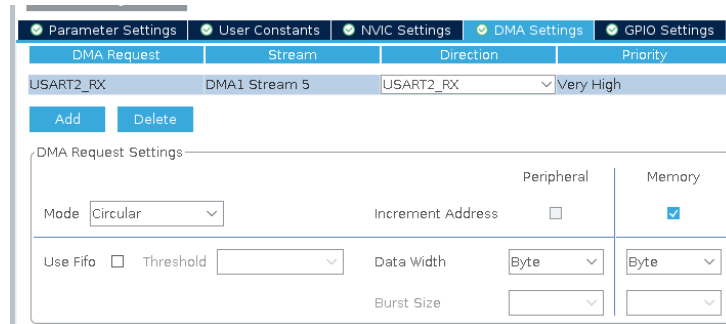 Parameter Settings User Constants NVIC Settings DMA Settings GPIO Settings
DMA Request Stream Direction Priority
USART2_RX DMA1 Stream 5 USART2_RX Very High
Add Delete
DMA Request Settings
Peripheral Memory
Mode Circular Increment Address
Use Fifo Threshold Data Width Byte Byte
Burst Size